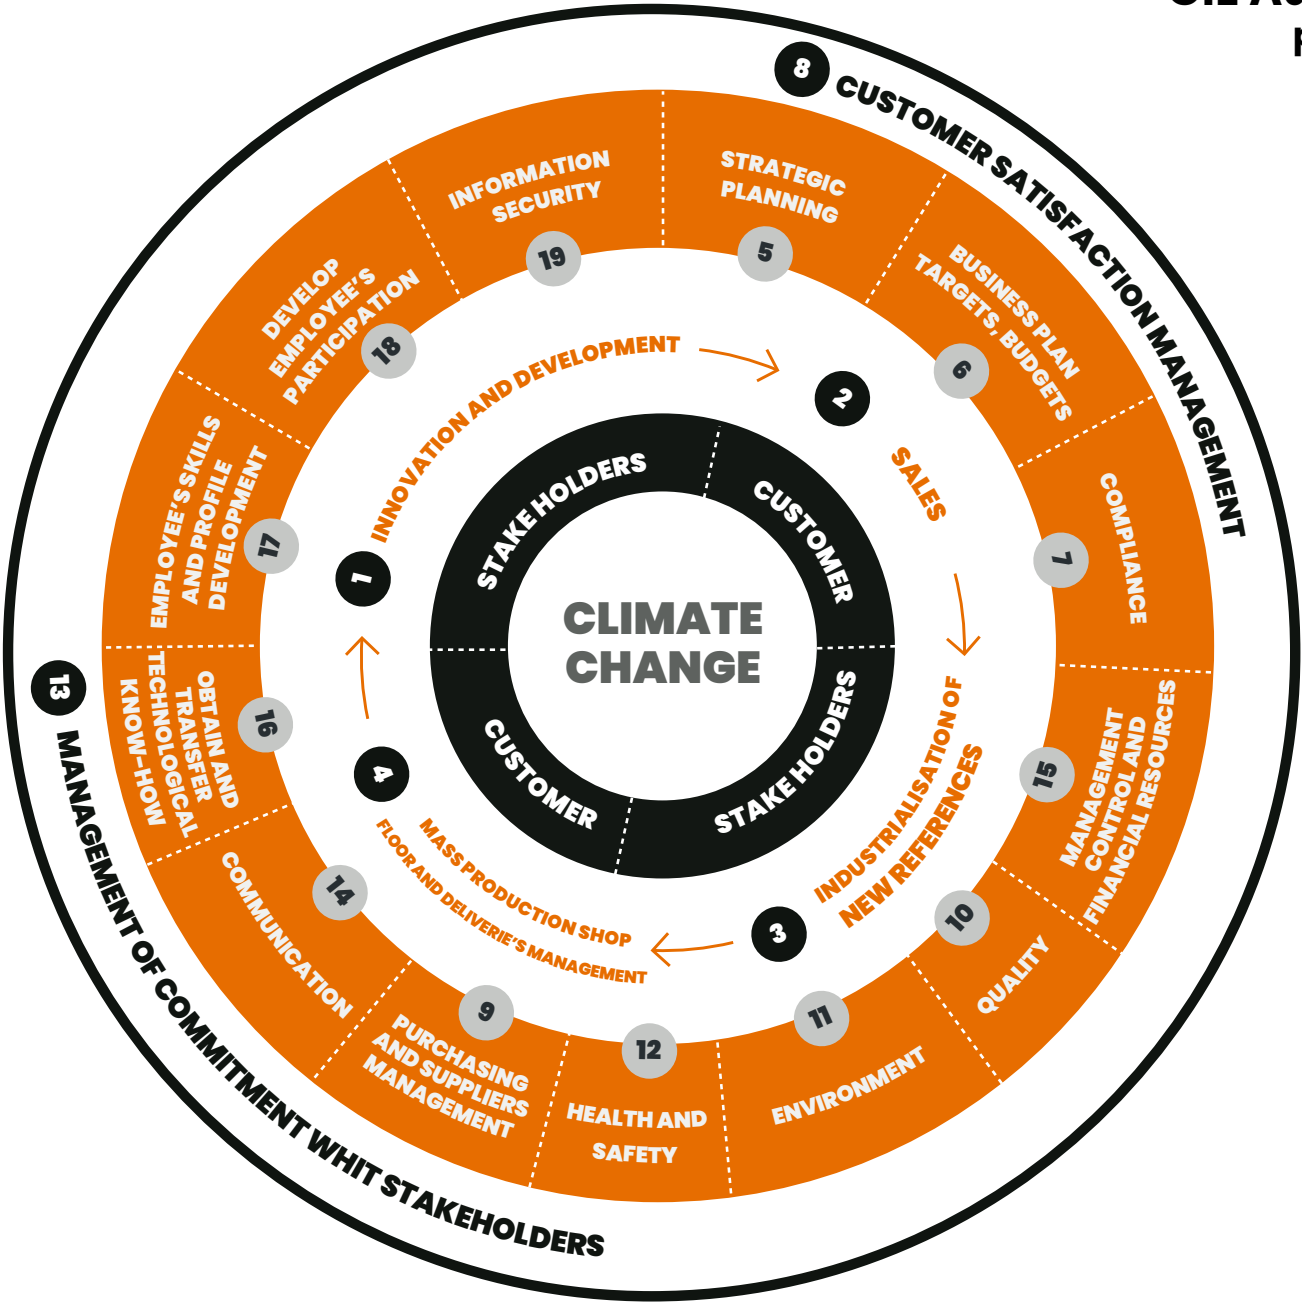 8
CUSTOMER SATISFACTION MANAGEMENT
INFORMATION
SECURITY
19
STRATEGIC
PLANNING
5
BUSINESS PLAN
TARGETS, BUDGETS
6
COMPLIANCE
7
MANAGEMENT
CONTROL AND
FINANCIAL RESOURCES
15
QUALITY
10
ENVIRONMENT
11
HEALTH AND
SAFETY
12
PURCHASING
AND SUPPLIERS
MANAGEMENT
9
COMMUNICATION
14
OBTAIN AND
TRANSFER
TECHNOLOGICAL
KNOW-HOW
16
EMPLOYEE'S SKILLS
AND PROFILE
DEVELOPMENT
17
DEVELOP
EMPLOYEE'S
PARTICIPATION
18
1
INNOVATION AND DEVELOPMENT
2
SALES
INDUSTRIALISATION OF
NEW REFERENCES
3
MASS PRODUCTION SHOP
FLOOR AND DELIVERIE'S MANAGEMENT
4
STAKEHOLDERS
CUSTOMER
STAKEHOLDERS
CUSTOMER
CLIMATE
CHANGE
13
MANAGEMENT OF COMMITMENT WHIT STAKEHOLDERS